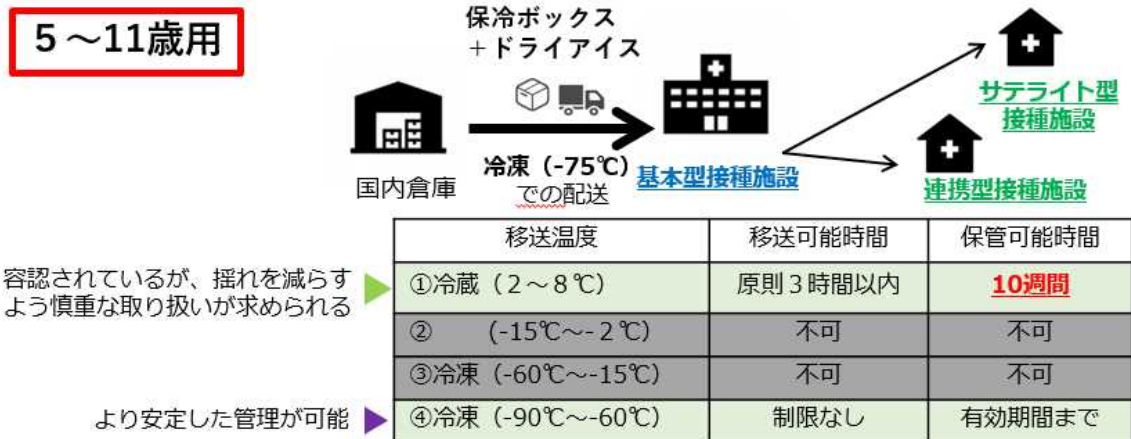 5~11歳用
保冷ボックス
+ドライアイス
国内倉庫
冷凍(-75℃)
での配送
基本型接種施設
サテライト型
接種施設
連携型接種施設
移送温度 移送可能時間 保管可能時間
容認されているが、揺れを減らす
よう慎重な取り扱いが求められる
①冷蔵(2~8℃) 原則3時間以内 10週間
② (-15℃~-2℃) 不可 不可
③冷凍(-60℃~-15℃) 不可 不可
より安定した管理が可能
④冷凍(-90℃~-60℃) 制限なし 有効期間まで